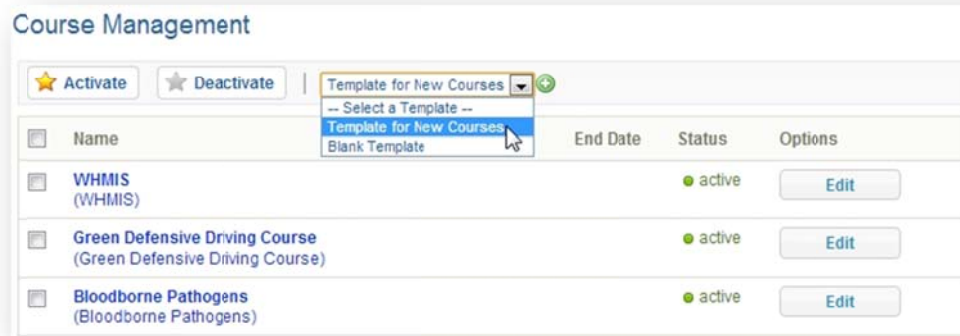 Course Management
Activate Deactivate | Template for New Courses
-- Select a Template --
Template for New Courses
Blank Template
Name End Date Status Options
WHMIS active Edit
(WHMIS)
Green Defensive Driving Course active Edit
(Green Defensive Driving Course)
Bloodborne Pathogens active Edit
(Bloodborne Pathogens)